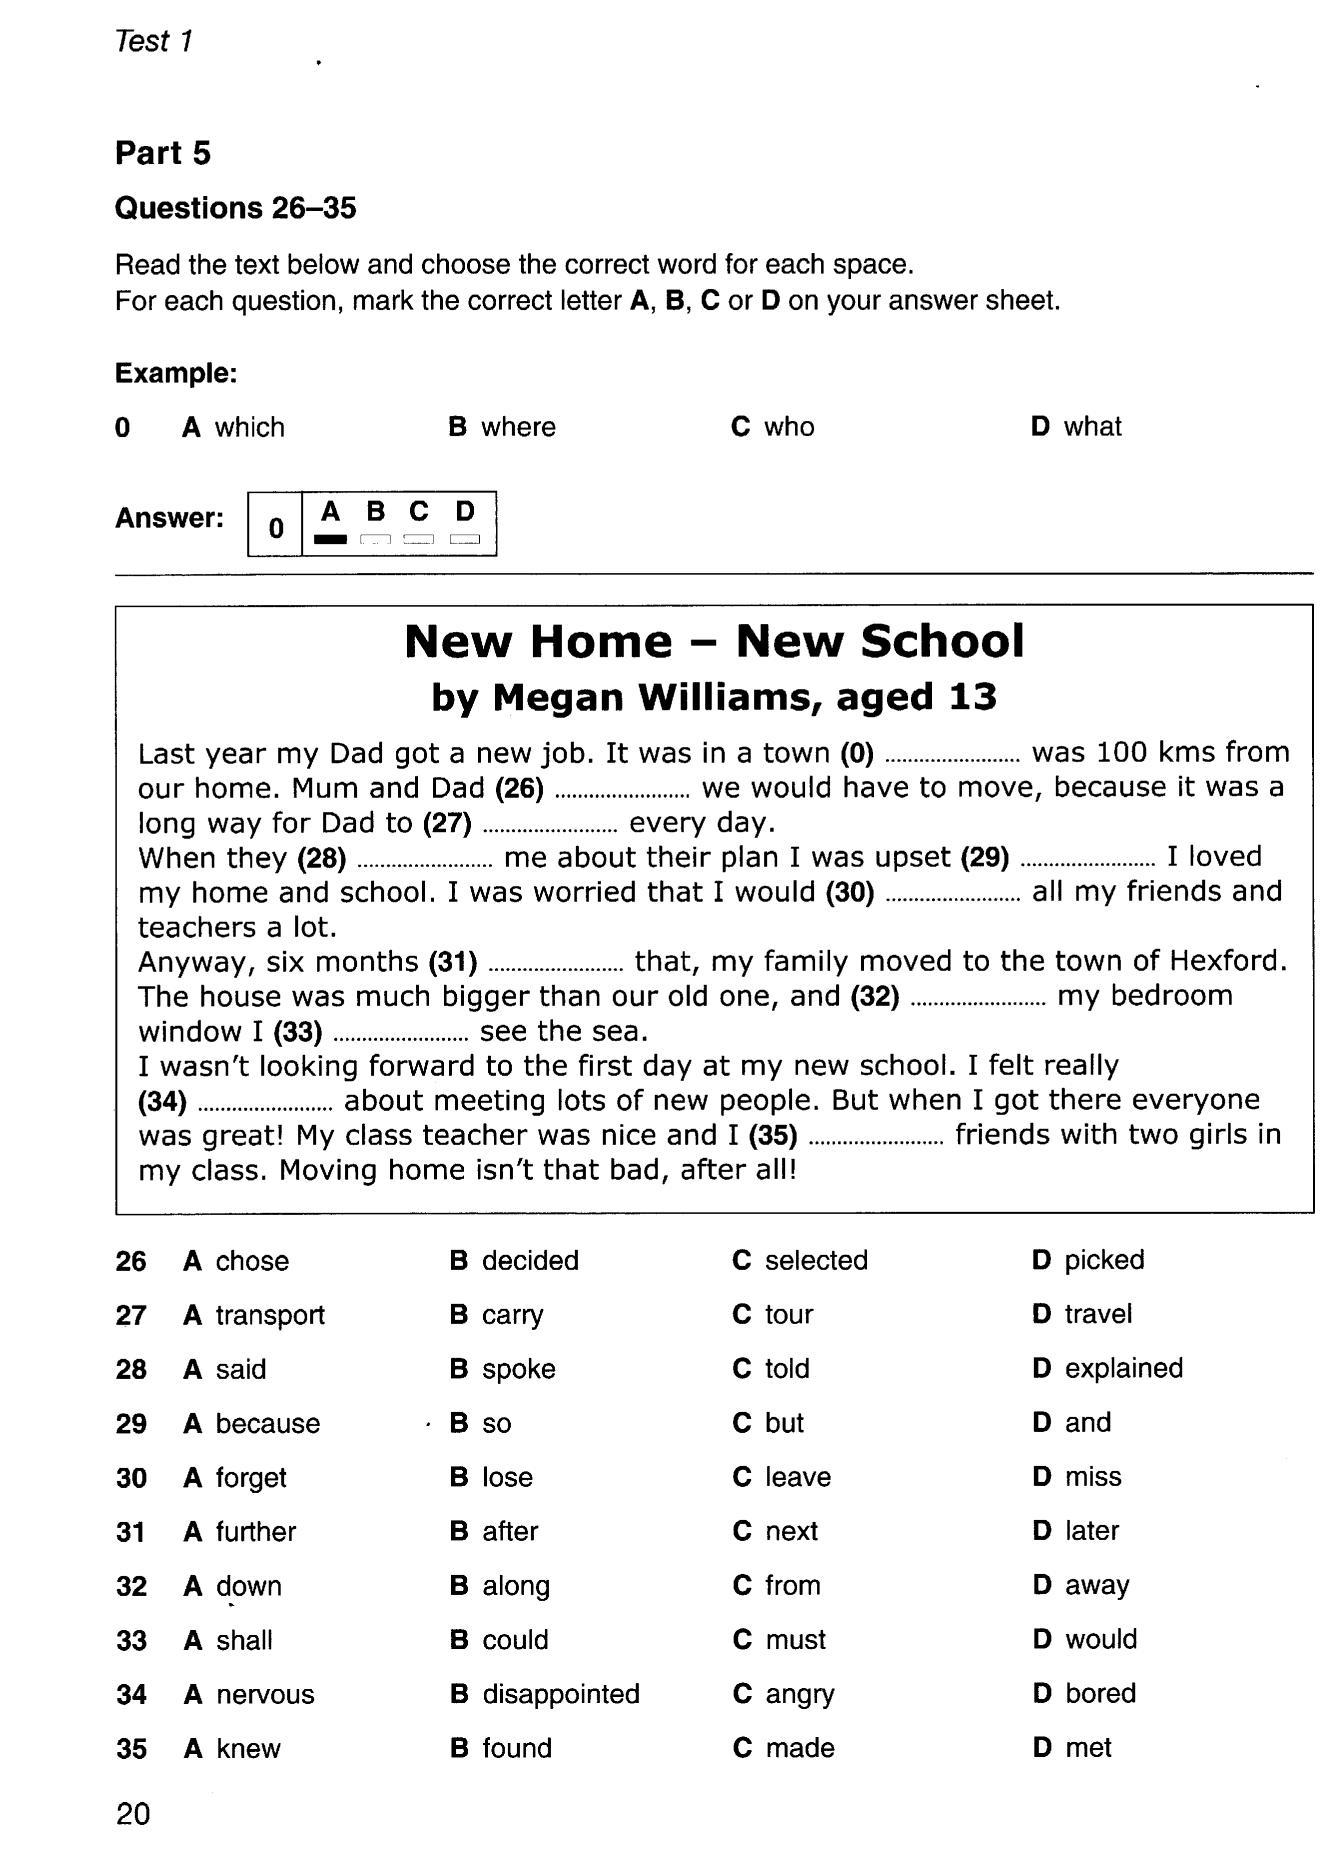 Test 1
Part 5
Questions 26–35
Read the text below and choose the correct word for each space.
For each question, mark the correct letter A, B, C or D on your answer sheet.
Example:
0 A which B where C who D what
Answer: 0 A B C D
New Home – New School
by Megan Williams, aged 13
Last year my Dad got a new job. It was in a town (0) ........................ was 100 kms from
our home. Mum and Dad (26) ........................ we would have to move, because it was a
long way for Dad to (27) ........................ every day.
When they (28) ........................ me about their plan I was upset (29) ........................ I loved
my home and school. I was worried that I would (30) ........................ all my friends and
teachers a lot.
Anyway, six months (31) ........................ that, my family moved to the town of Hexford.
The house was much bigger than our old one, and (32) ........................ my bedroom
window I (33) ........................ see the sea.
I wasn't looking forward to the first day at my new school. I felt really
(34) ........................ about meeting lots of new people. But when I got there everyone
was great! My class teacher was nice and I (35) ........................ friends with two girls in
my class. Moving home isn't that bad, after all!
26 A chose B decided C selected D picked
27 A transport B carry C tour D travel
28 A said B spoke C told D explained
29 A because B so C but D and
30 A forget B lose C leave D miss
31 A further B after C next D later
32 A down B along C from D away
33 A shall B could C must D would
34 A nervous B disappointed C angry D bored
35 A knew B found C made D met
20